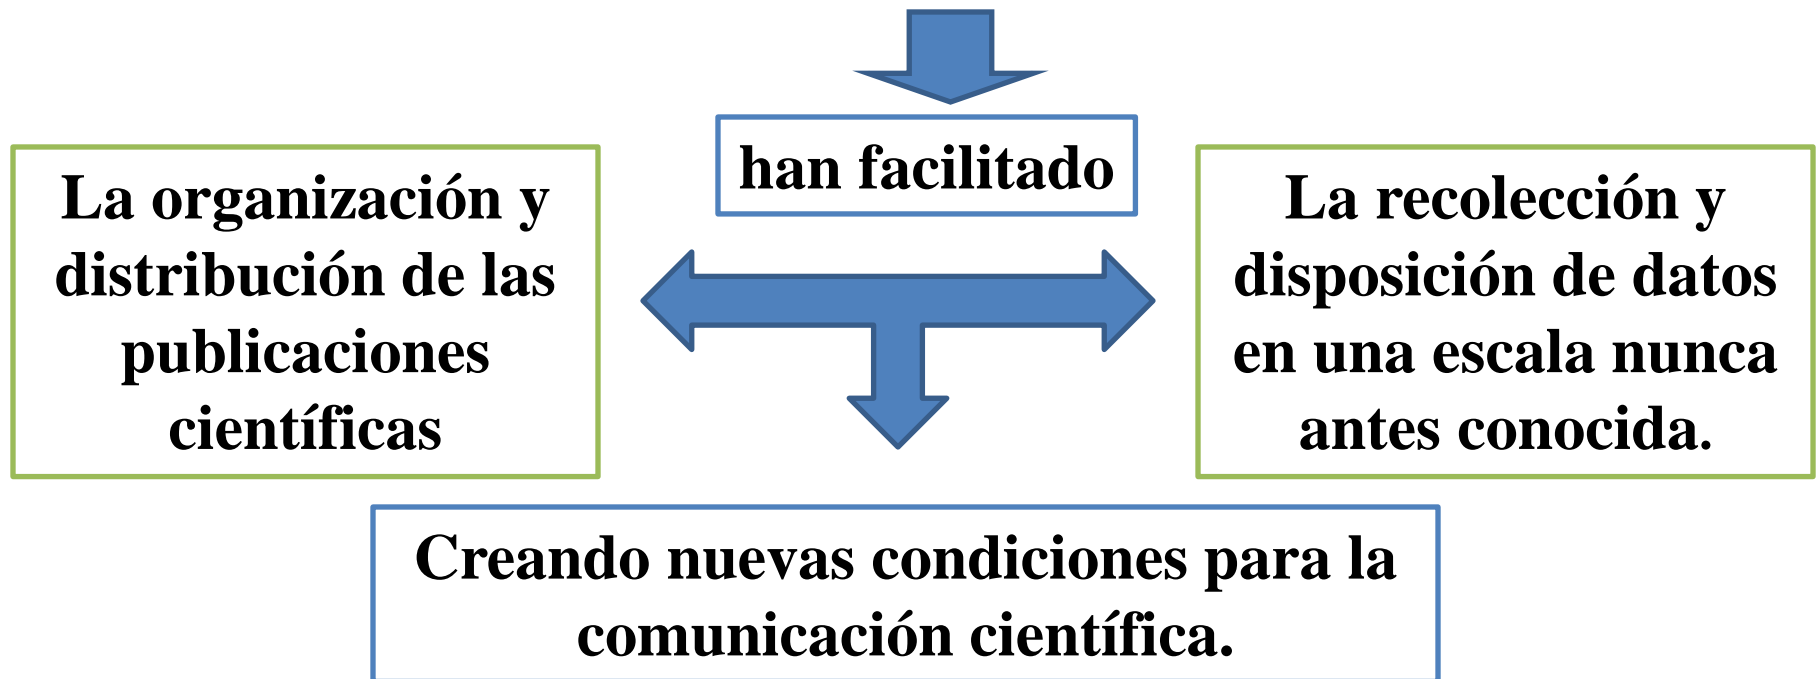 han facilitado
La organización y
distribución de las
publicaciones
científicas
La recolección y
disposición de datos
en una escala nunca
antes conocida.
Creando nuevas condiciones para la
comunicación científica.